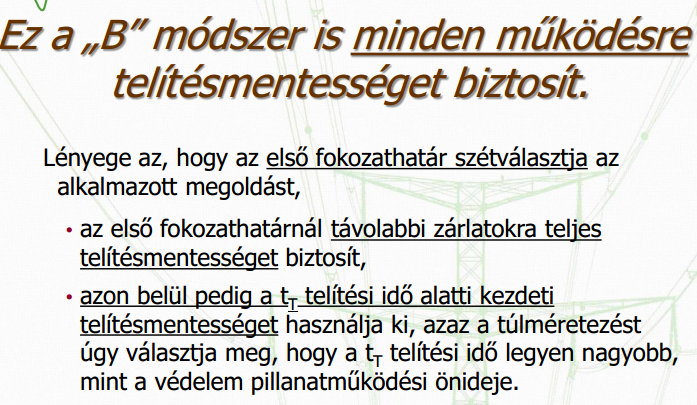 Ez a „B” módszer is minden működésre
telítésmentességet biztosít.
Lényege az, hogy az első fokozathatár szétválasztja az
alkalmazott megoldást,
• az első fokozathatárnál távolabbi zárlatokra teljes
telítésmentességet biztosít,
• azon belül pedig a tT telítési idő alatti kezdeti
telítésmentességet használja ki, azaz a túlméretezést
úgy választja meg, hogy a tT telítési idő legyen nagyobb,
mint a védelem pillanatműködési önideje.